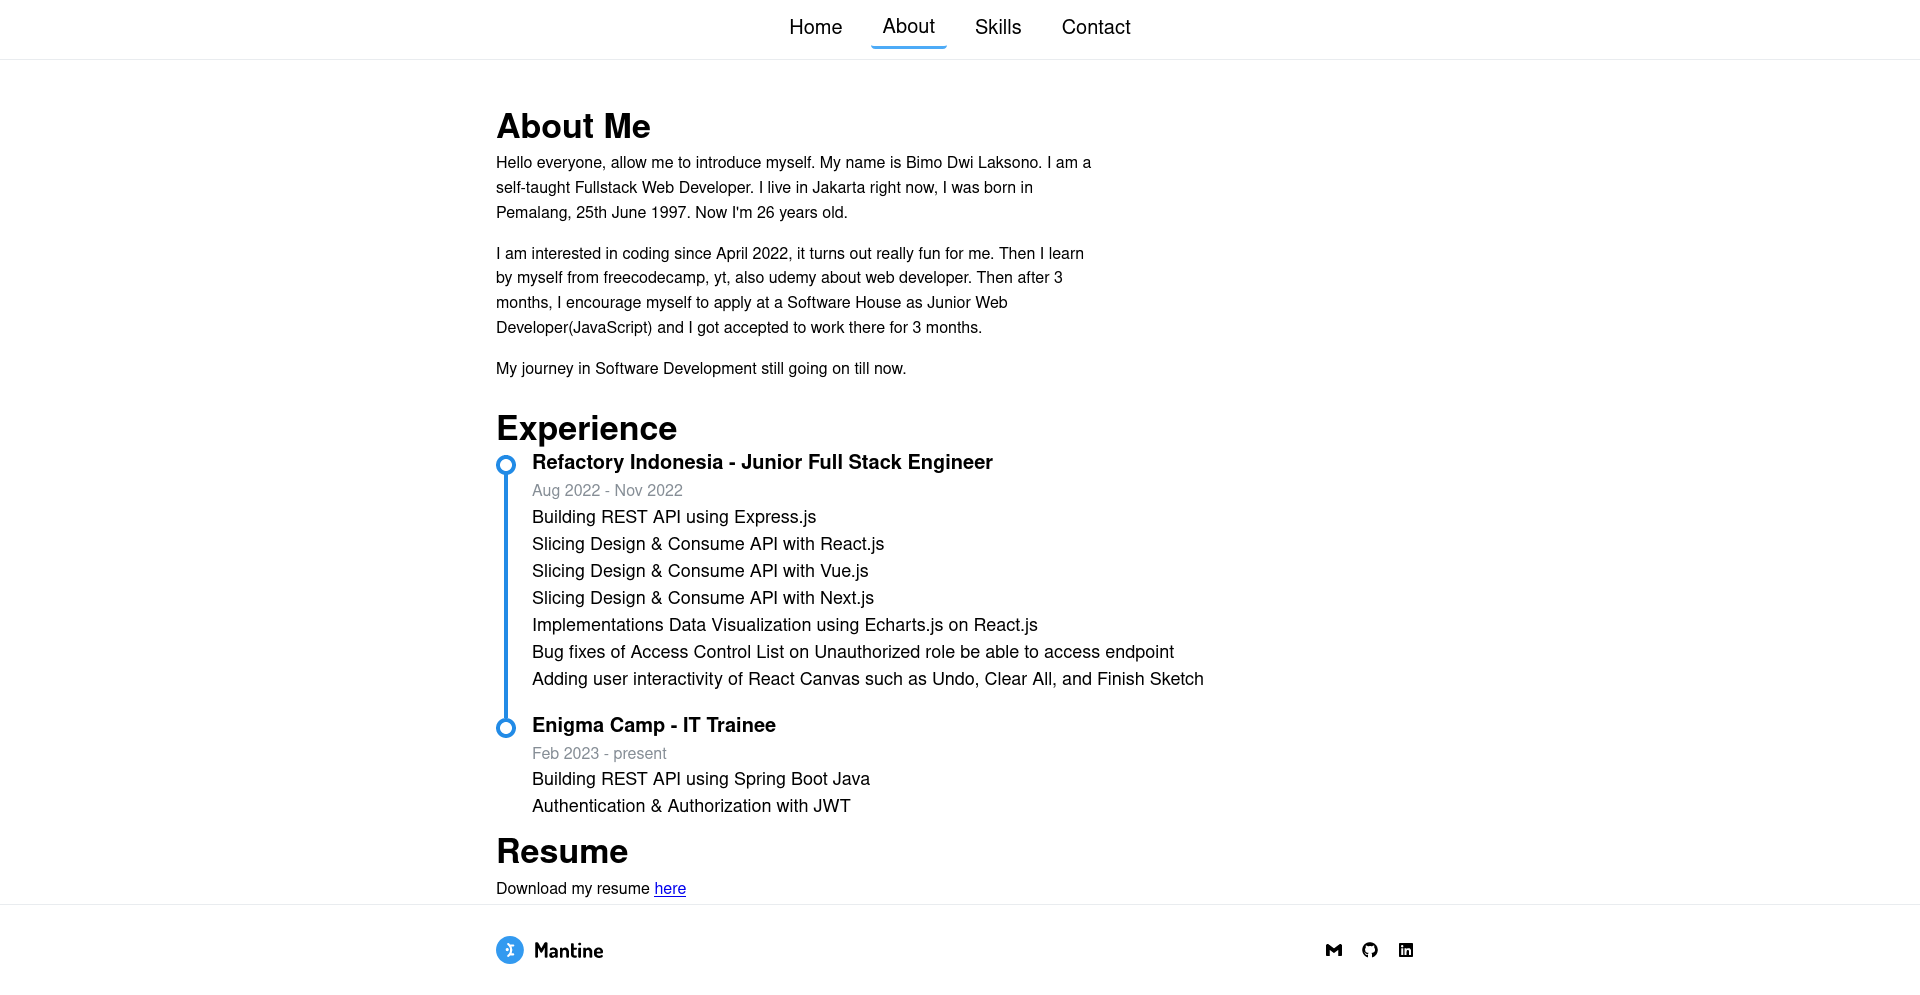 Home About Skills Contact
About Me
Hello everyone, allow me to introduce myself. My name is Bimo Dwi Laksono. I am a
self-taught Fullstack Web Developer. I live in Jakarta right now, I was born in
Pemalang, 25th June 1997. Now I'm 26 years old.
I am interested in coding since April 2022, it turns out really fun for me. Then I learn
by myself from freecodecamp, yt, also udemy about web developer. Then after 3
months, I encourage myself to apply at a Software House as Junior Web
Developer(JavaScript) and I got accepted to work there for 3 months.
My journey in Software Development still going on till now.
Experience
Refactory Indonesia - Junior Full Stack Engineer
Aug 2022 - Nov 2022
Building REST API using Express.js
Slicing Design & Consume API with React.js
Slicing Design & Consume API with Vue.js
Slicing Design & Consume API with Next.js
Implementations Data Visualization using Echarts.js on React.js
Bug fixes of Access Control List on Unauthorized role be able to access endpoint
Adding user interactivity of React Canvas such as Undo, Clear All, and Finish Sketch
Enigma Camp - IT Trainee
Feb 2023 - present
Building REST API using Spring Boot Java
Authentication & Authorization with JWT
Resume
Download my resume here
Mantine